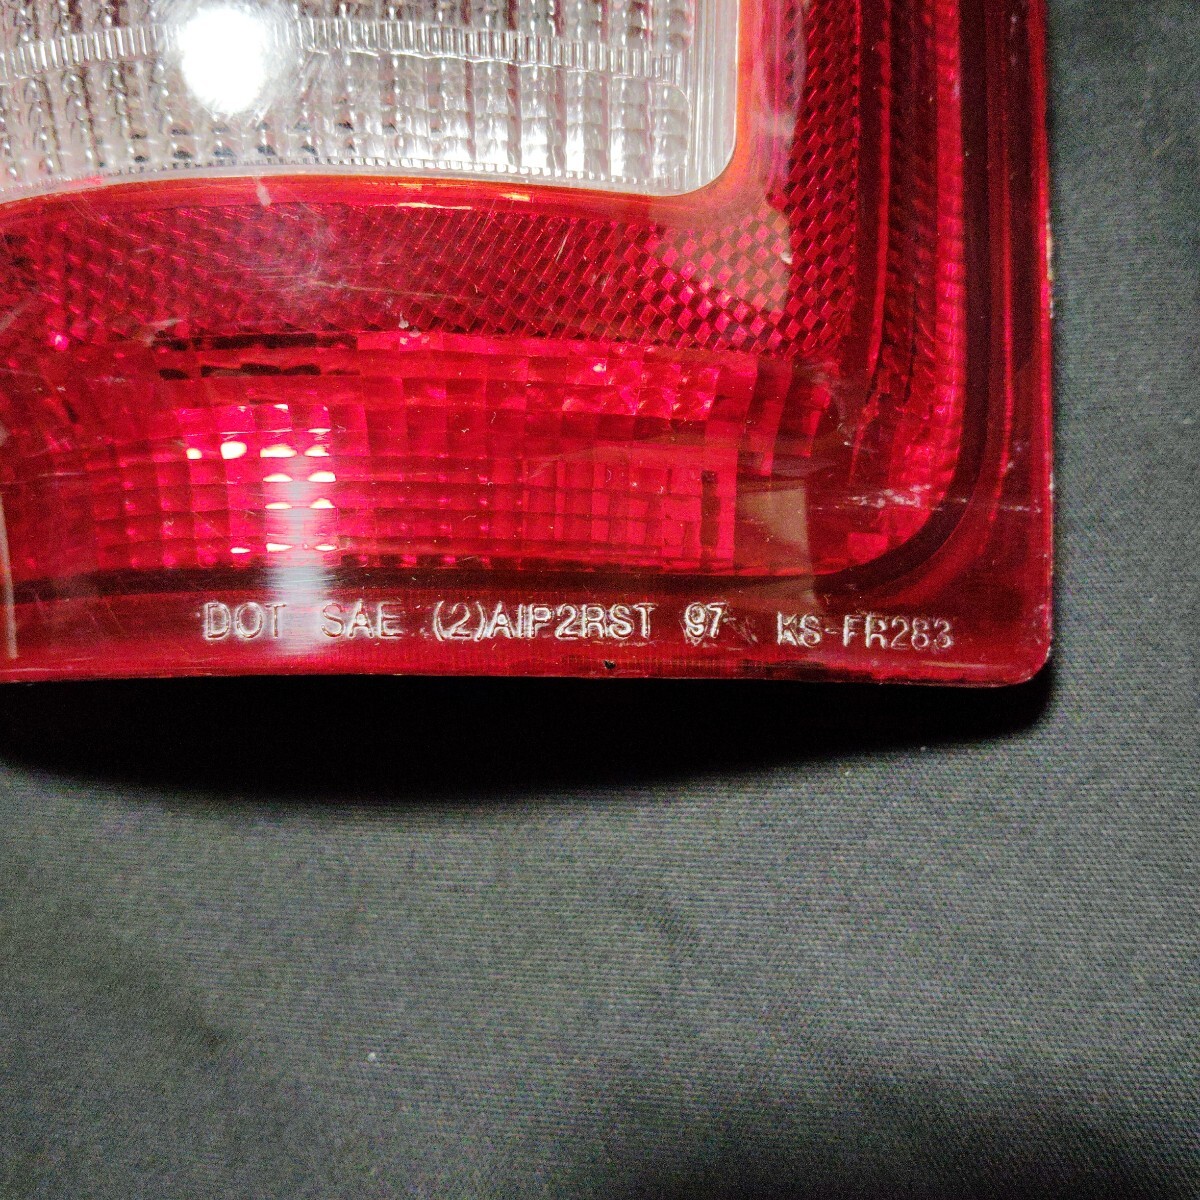 DOT SAE (2)AIP2RST 97 KS-FR283